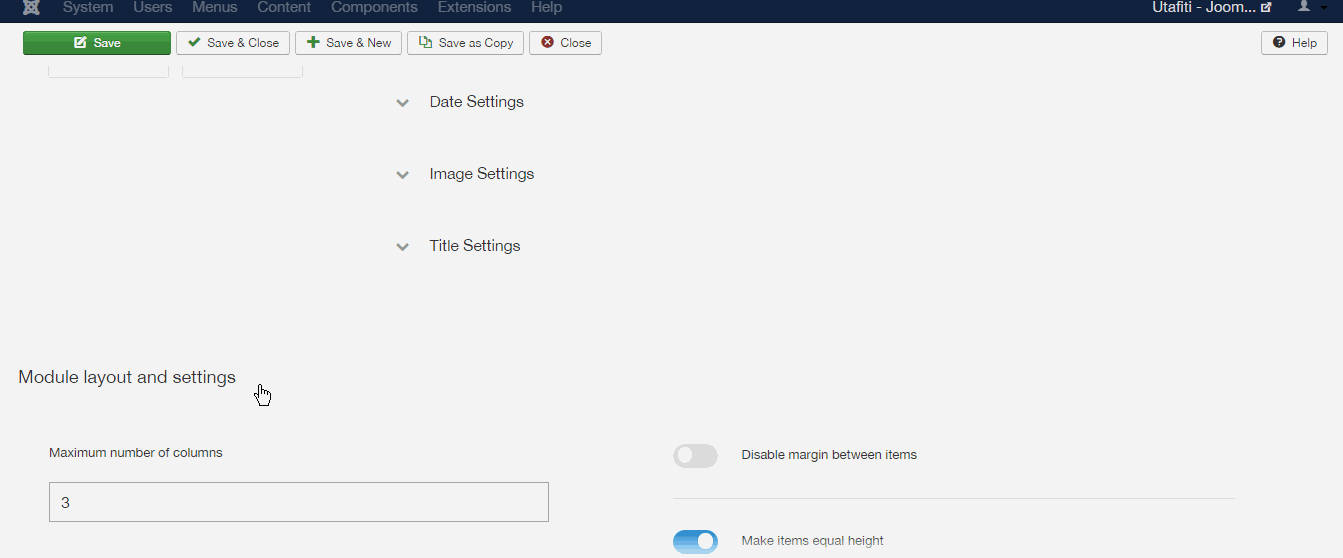 System Users Menus Content Components Extensions Help Utafiti - Joom...
Save Save & Close Save & New Save as Copy Close Help
Date Settings
Image Settings
Title Settings
Module layout and settings
Maximum number of columns
Disable margin between items
3
Make items equal height